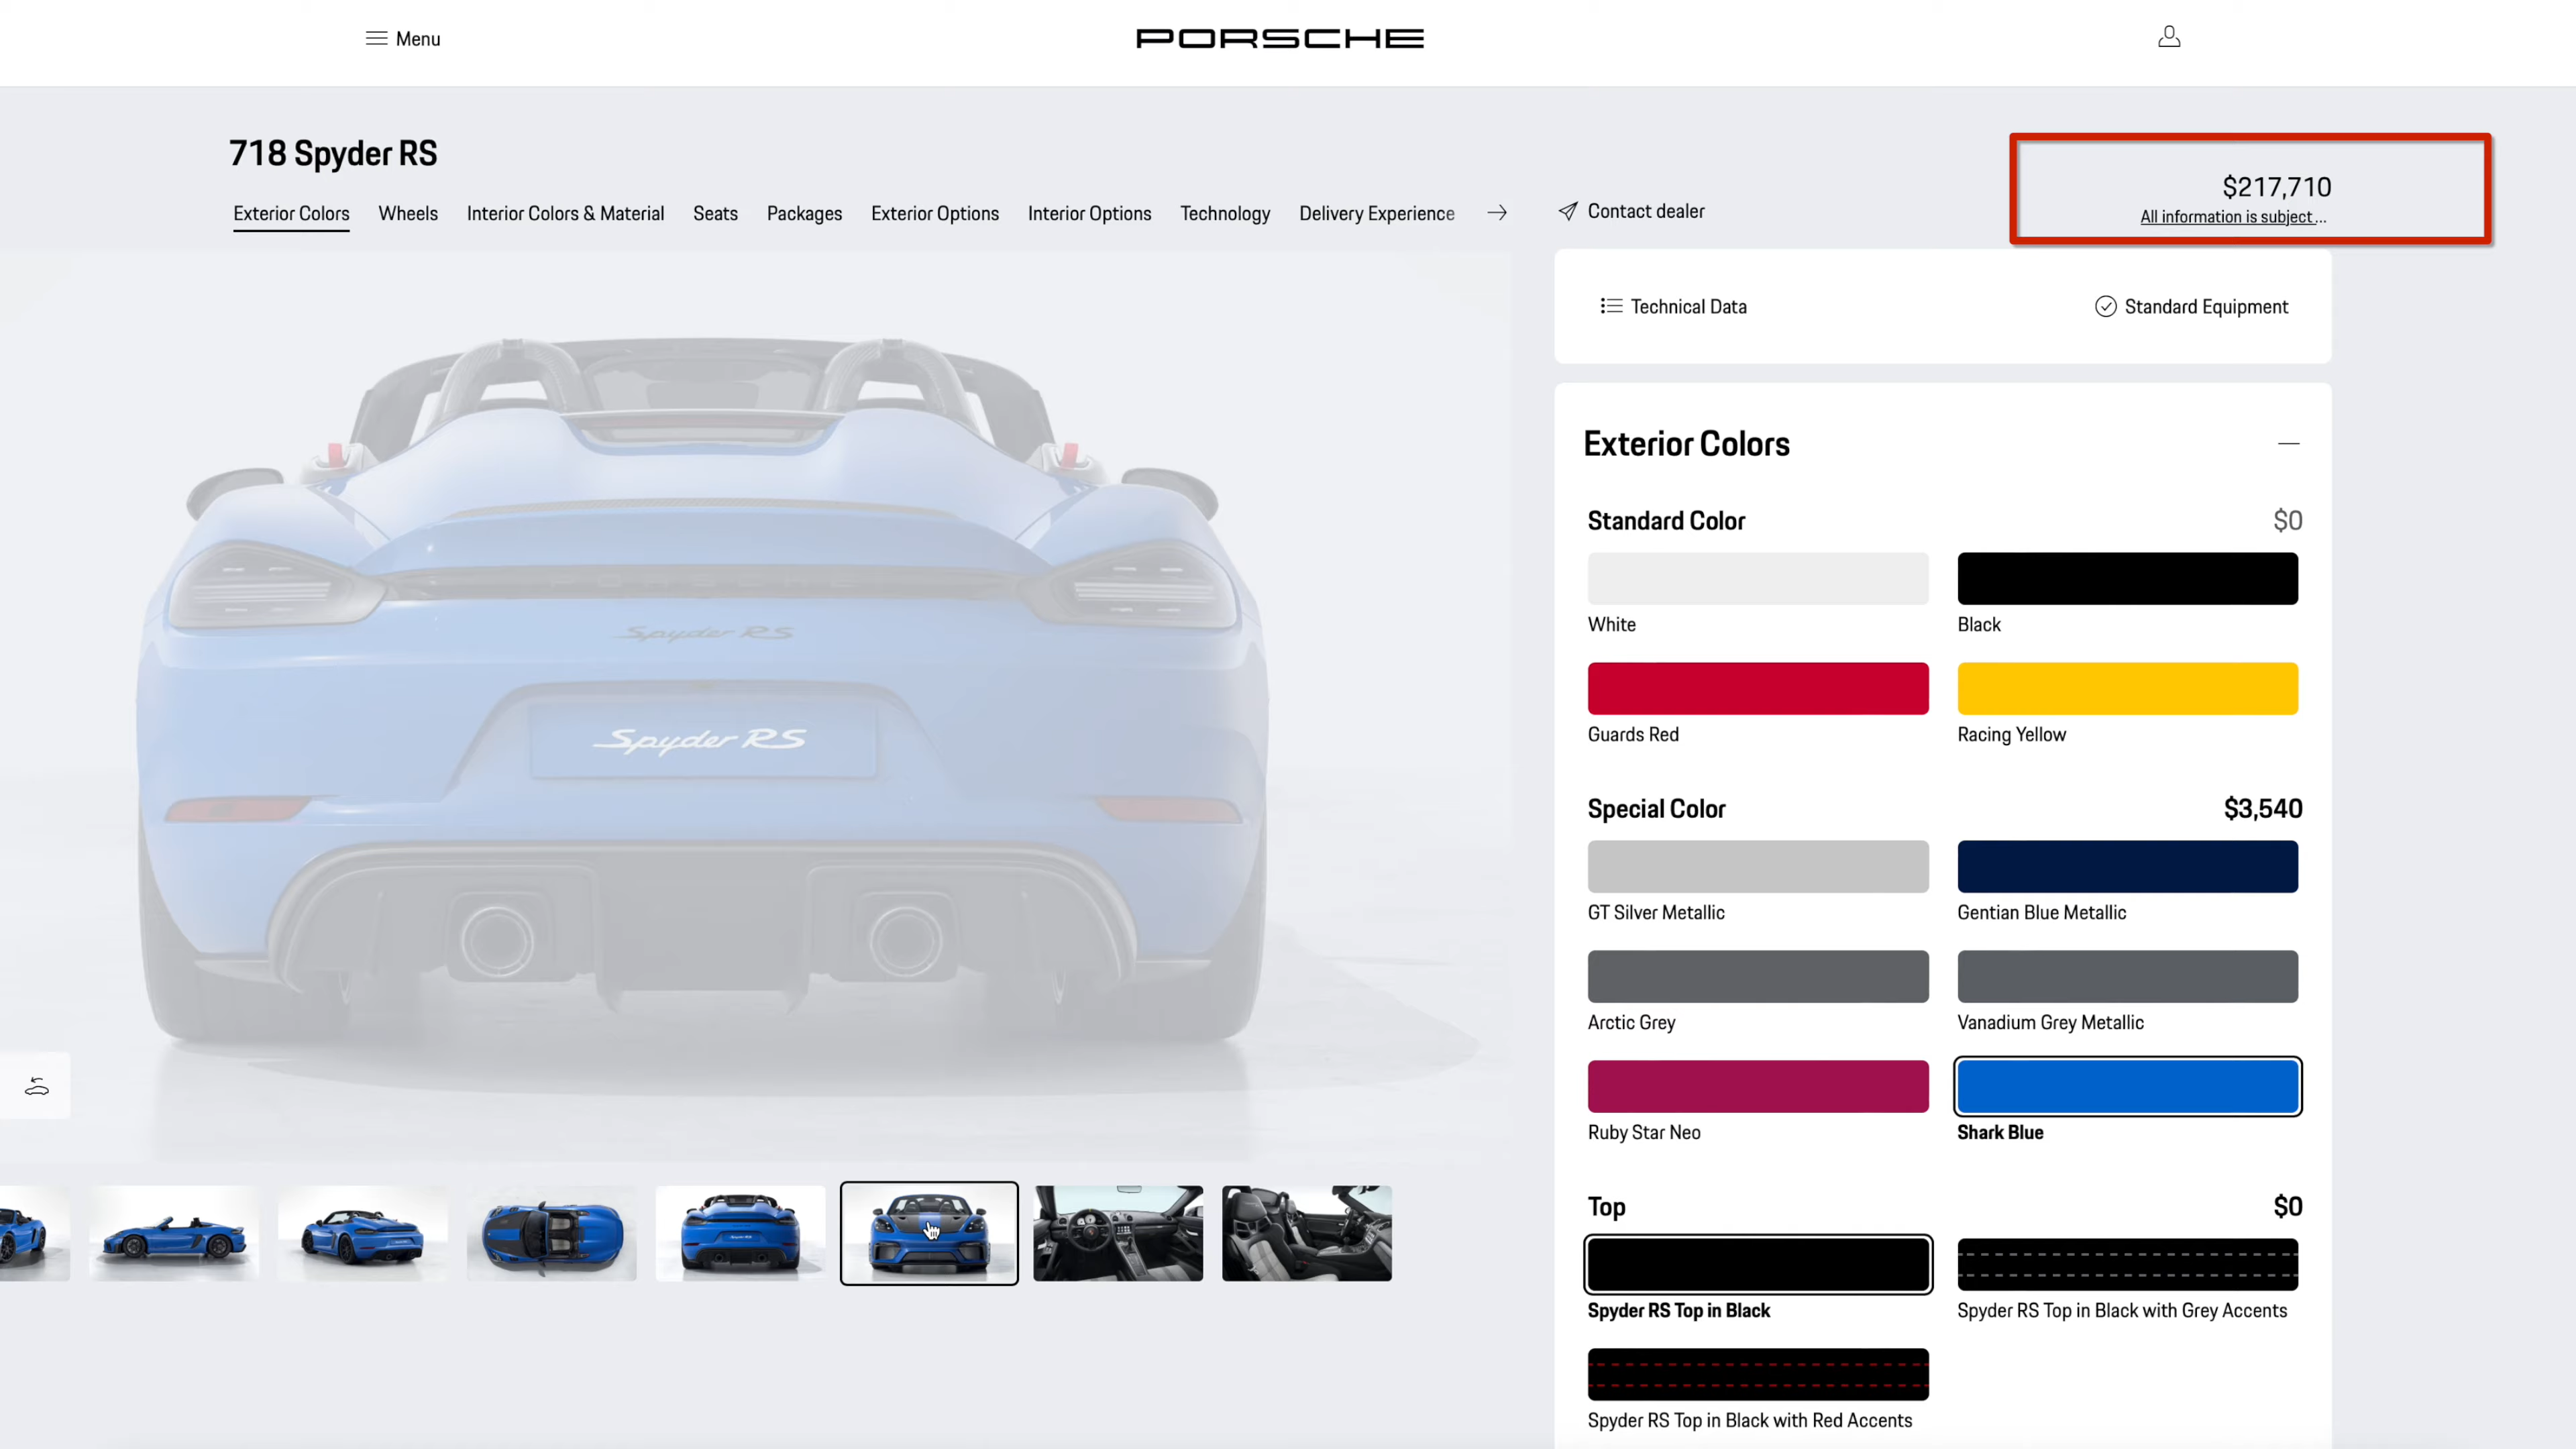 Menu
PORSCHE
718 Spyder RS
Exterior Colors Wheels Interior Colors & Material Seats Packages Exterior Options Interior Options Technology Delivery Experience
Contact dealer
$217,710
All information is subject ...
Technical Data
Standard Equipment
Spyder RS
Spyder RS
Exterior Colors
Standard Color $0
White Black
Guards Red Racing Yellow
Special Color $3,540
GT Silver Metallic Gentian Blue Metallic
Arctic Grey Vanadium Grey Metallic
Ruby Star Neo Shark Blue
Top $0
Spyder RS Top in Black Spyder RS Top in Black with Grey Accents
Spyder RS Top in Black with Red Accents